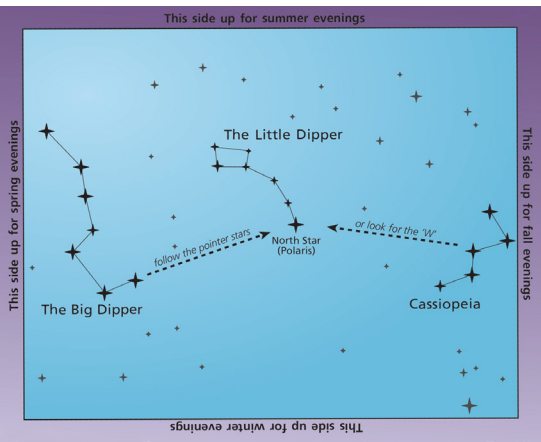 This side up for summer evenings
This side up for spring evenings
The Little Dipper
This side up for fall evenings
or look for the 'W'
follow the pointer stars
North Star
(Polaris)
The Big Dipper
Cassiopeia
This side up for winter evenings